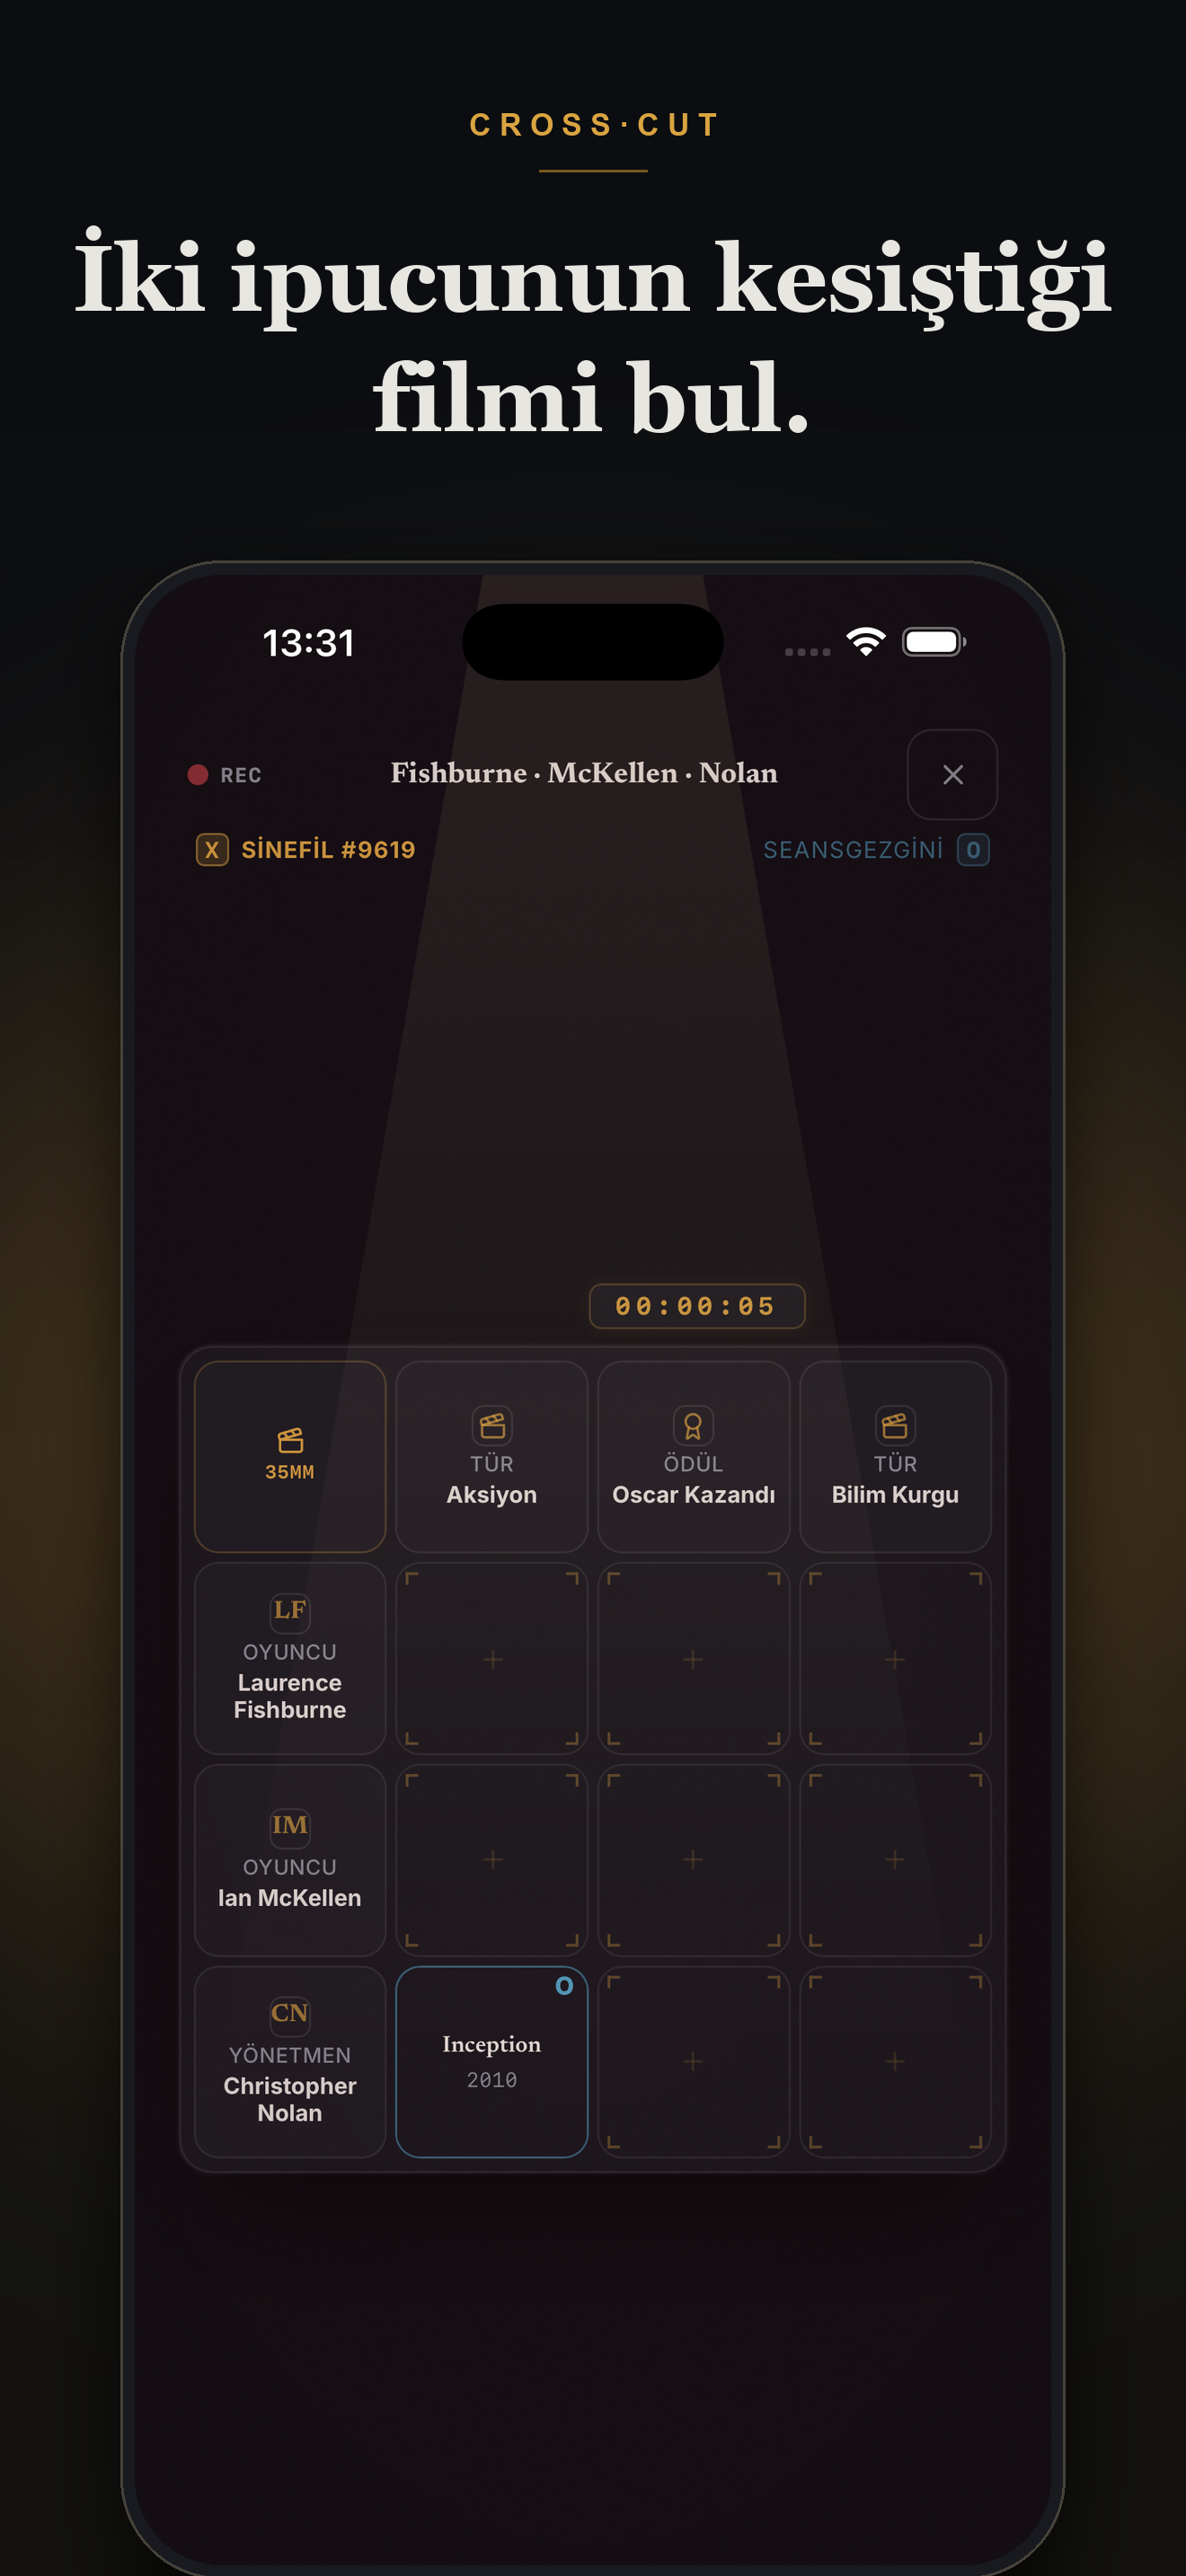 CROSS·CUT
İki ipucunun kesiştiği
filmi bul.
13:31
REC
Fishburne · McKellen · Nolan
X SİNEFİL #9619
SEANSGEZGİNİ O
00:00:05
35MM
TÜR
Aksiyon
ÖDÜL
Oscar Kazandı
TÜR
Bilim Kurgu
LF
OYUNCU
Laurence
Fishburne
IM
OYUNCU
Ian McKellen
CN
YÖNETMEN
Christopher
Nolan
O
Inception
2010